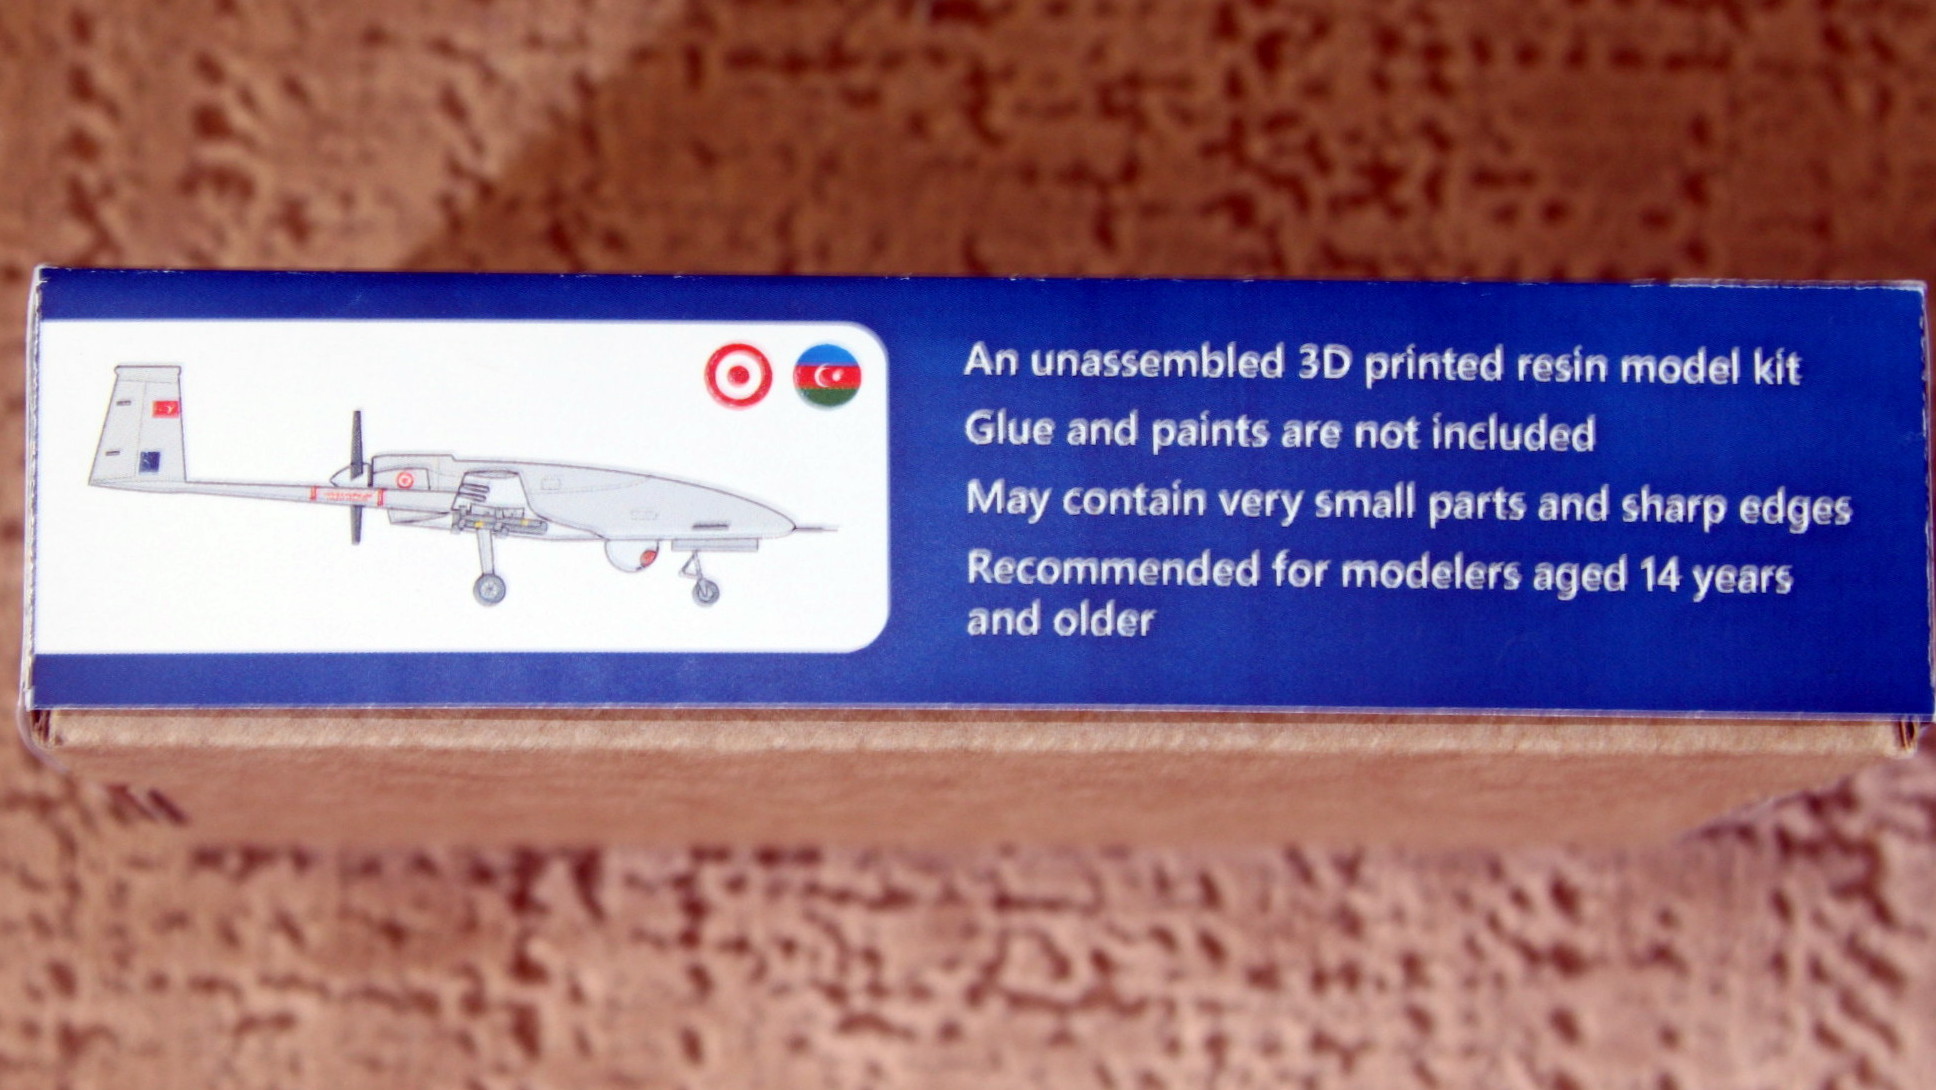 An unassembled 3D printed resin model kit
Glue and paints are not included
May contain very small parts and sharp edges
Recommended for modelers aged 14 years
and older